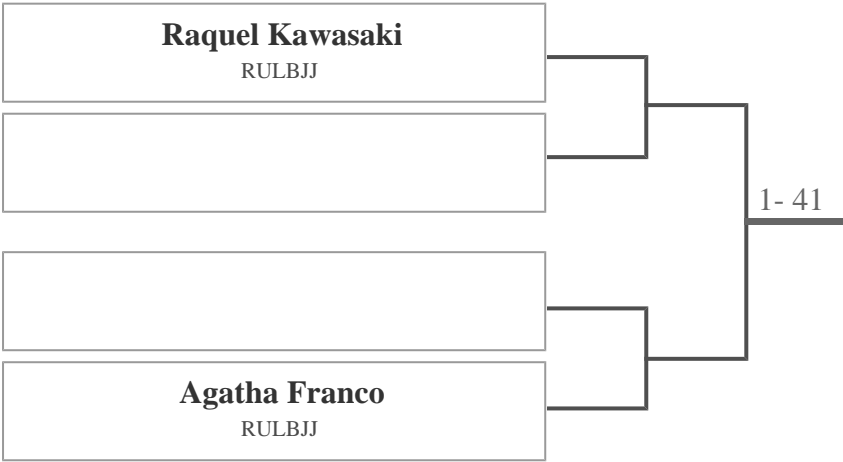 Raquel Kawasaki
RULBJJ
1- 41
Agatha Franco
RULBJJ